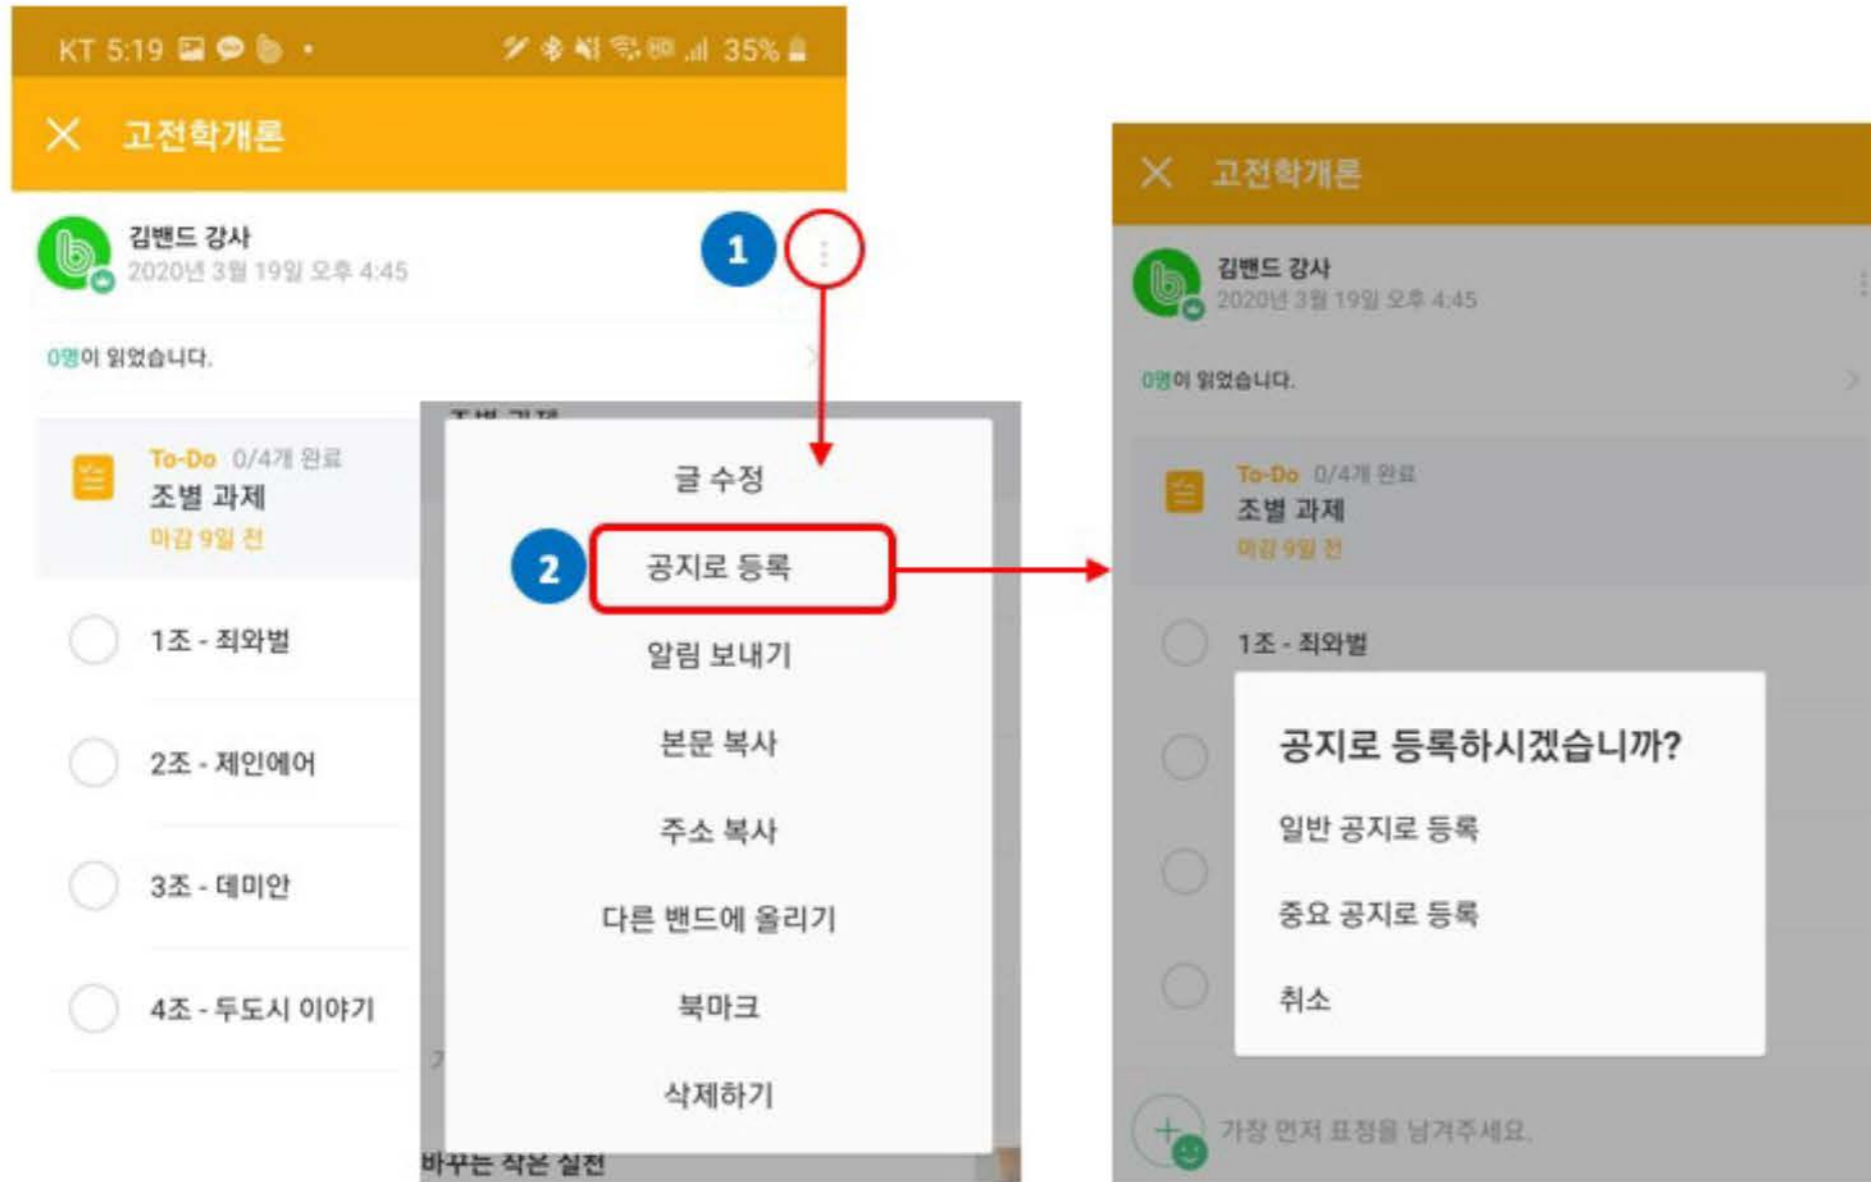 KT 5:19
35%
고전학개론
김밴드 강사
2020년 3월 19일 오후 4:45
1
0명이 읽었습니다.
To-Do 0/4개 완료
조별 과제
마감 9일 전
1조 - 죄와벌
2조 - 제인에어
3조 - 데미안
4조 - 두도시 이야기
조별 과제
글 수정
2
공지로 등록
알림 보내기
본문 복사
주소 복사
다른 밴드에 올리기
북마크
삭제하기
바꾸는 작은 실천
고전학개론
김밴드 강사
2020년 3월 19일 오후 4:45
0명이 읽었습니다.
To-Do 0/4개 완료
조별 과제
마감 9일 전
1조 - 죄와벌
공지로 등록하시겠습니까?
일반 공지로 등록
중요 공지로 등록
취소
가장 먼저 표정을 남겨주세요.